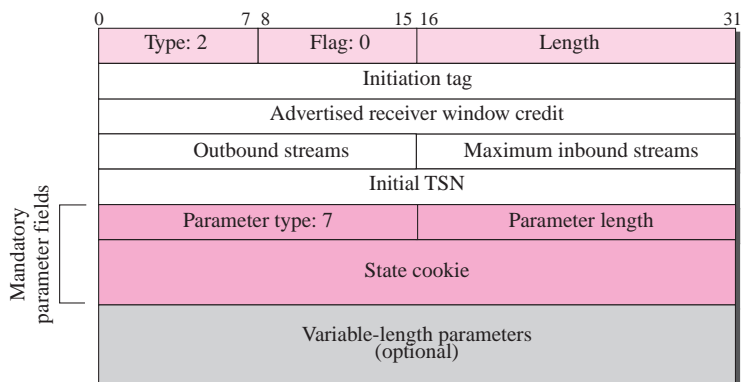 0 7 8 15 16 31
Type: 2 Flag: 0 Length
Initiation tag
Advertised receiver window credit
Outbound streams Maximum inbound streams
Initial TSN
Mandatory
parameter fields
Parameter type: 7 Parameter length
State cookie
Variable-length parameters
(optional)